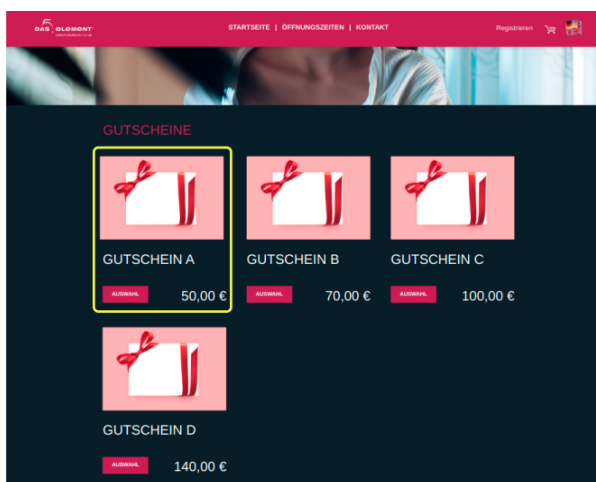 DAS 5 ELEMENT
STARTSEITE | ÖFFNUNGSZEITEN | KONTAKT
Registrieren
GUTSCHEINE
GUTSCHEIN A
GUTSCHEIN B
GUTSCHEIN C
AUSWAHL 50,00 €
AUSWAHL 70,00 €
AUSWAHL 100,00 €
GUTSCHEIN D
AUSWAHL 140,00 €